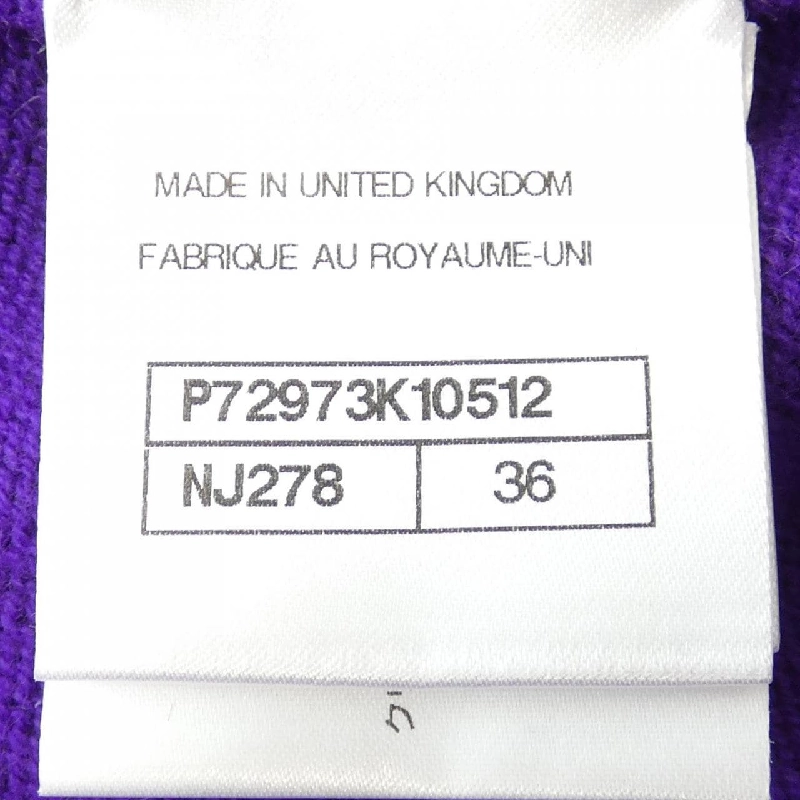 MADE IN UNITED KINGDOM
FABRIQUE AU ROYAUME-UNI
P72973K10512
NJ278 36